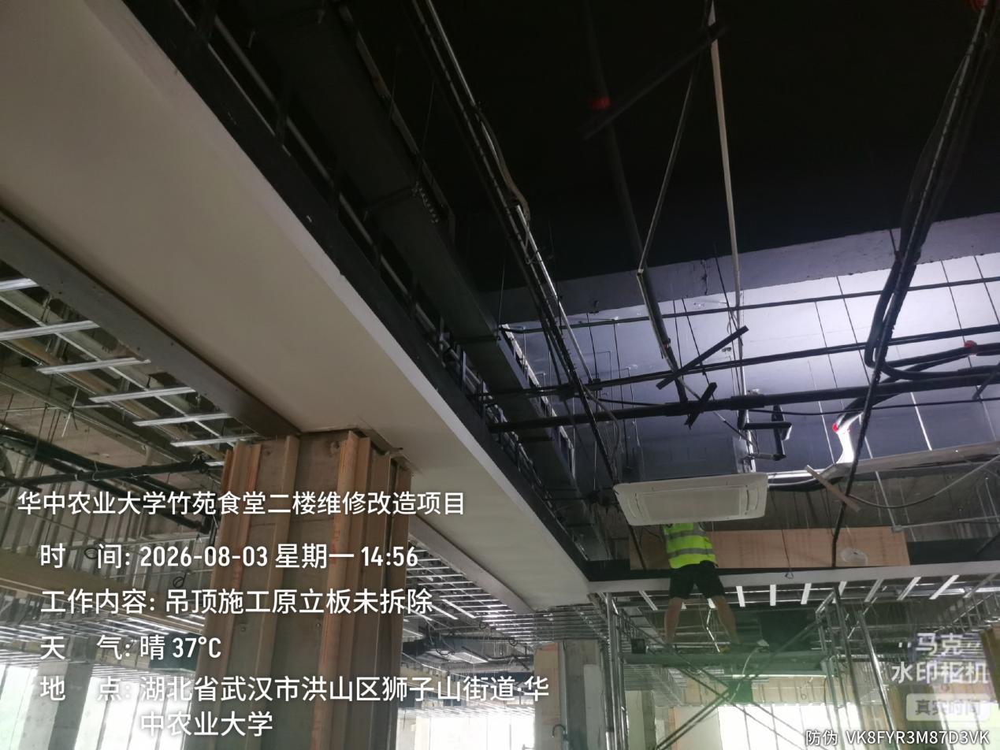 华中农业大学竹苑食堂二楼维修改造项目
时 间: 2026-08-03 星期一 14:56
工作内容: 吊顶施工原立板未拆除
天 气: 晴 37°C
地 点: 湖北省武汉市洪山区狮子山街道·华
中农业大学
马克
水印相机
真实时间
防伪 VK8FYR3M87D3VK